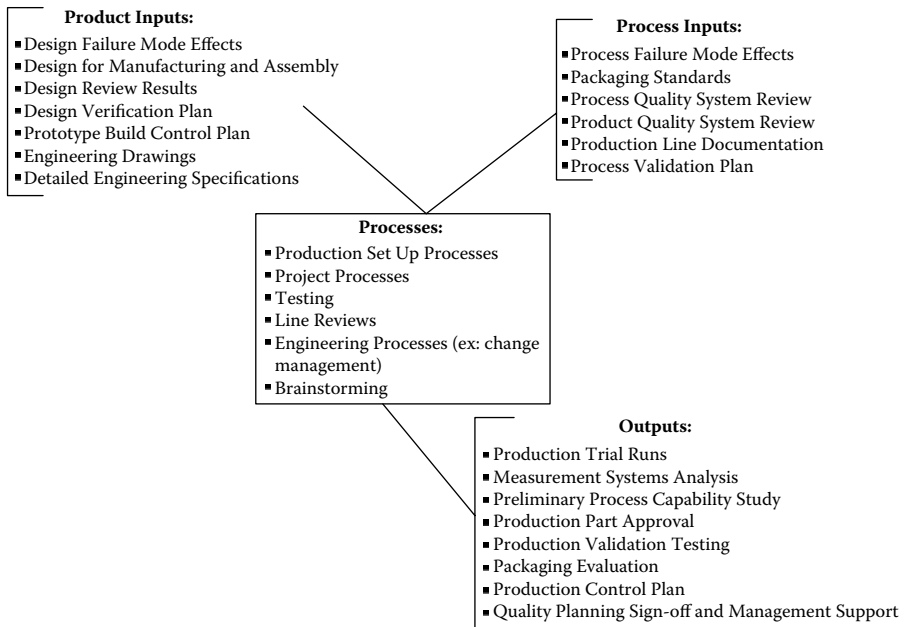 Product Inputs:
▪Design Failure Mode Effects
▪Design for Manufacturing and Assembly
▪Design Review Results
▪Design Verification Plan
▪Prototype Build Control Plan
▪Engineering Drawings
▪Detailed Engineering Specifications
Process Inputs:
▪Process Failure Mode Effects
▪Packaging Standards
▪Process Quality System Review
▪Product Quality System Review
▪Production Line Documentation
▪Process Validation Plan
Processes:
▪Production Set Up Processes
▪Project Processes
▪Testing
▪Line Reviews
▪Engineering Processes (ex: change
management)
▪Brainstorming
Outputs:
▪Production Trial Runs
▪Measurement Systems Analysis
▪Preliminary Process Capability Study
▪Production Part Approval
▪Production Validation Testing
▪Packaging Evaluation
▪Production Control Plan
▪Quality Planning Sign-off and Management Support